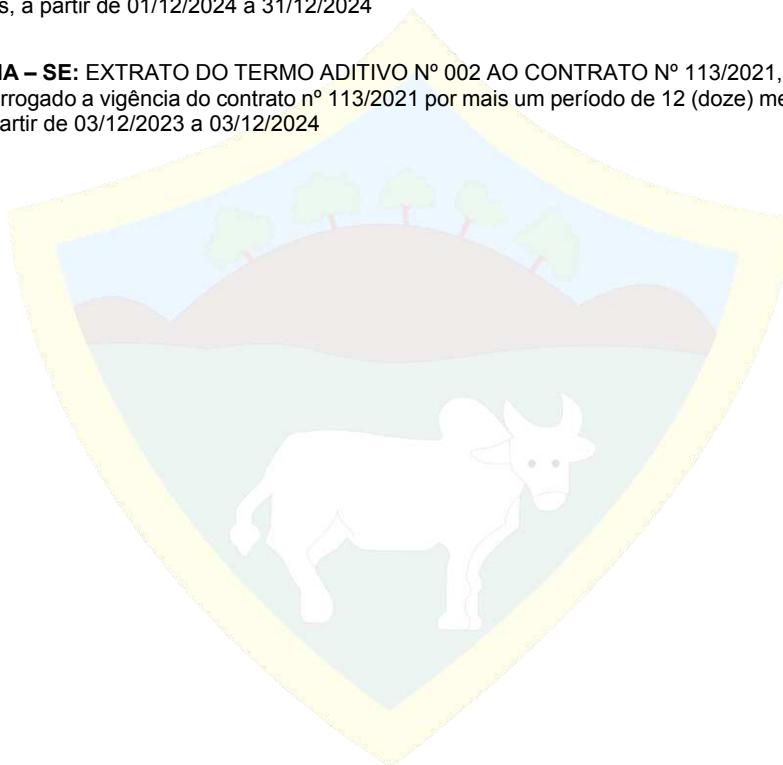 s, a partir de 01/12/2024 a 31/12/2024
IA – SE: EXTRATO DO TERMO ADITIVO Nº 002 AO CONTRATO Nº 113/2021,
rrogado a vigência do contrato nº 113/2021 por mais um período de 12 (doze) me
artir de 03/12/2023 a 03/12/2024